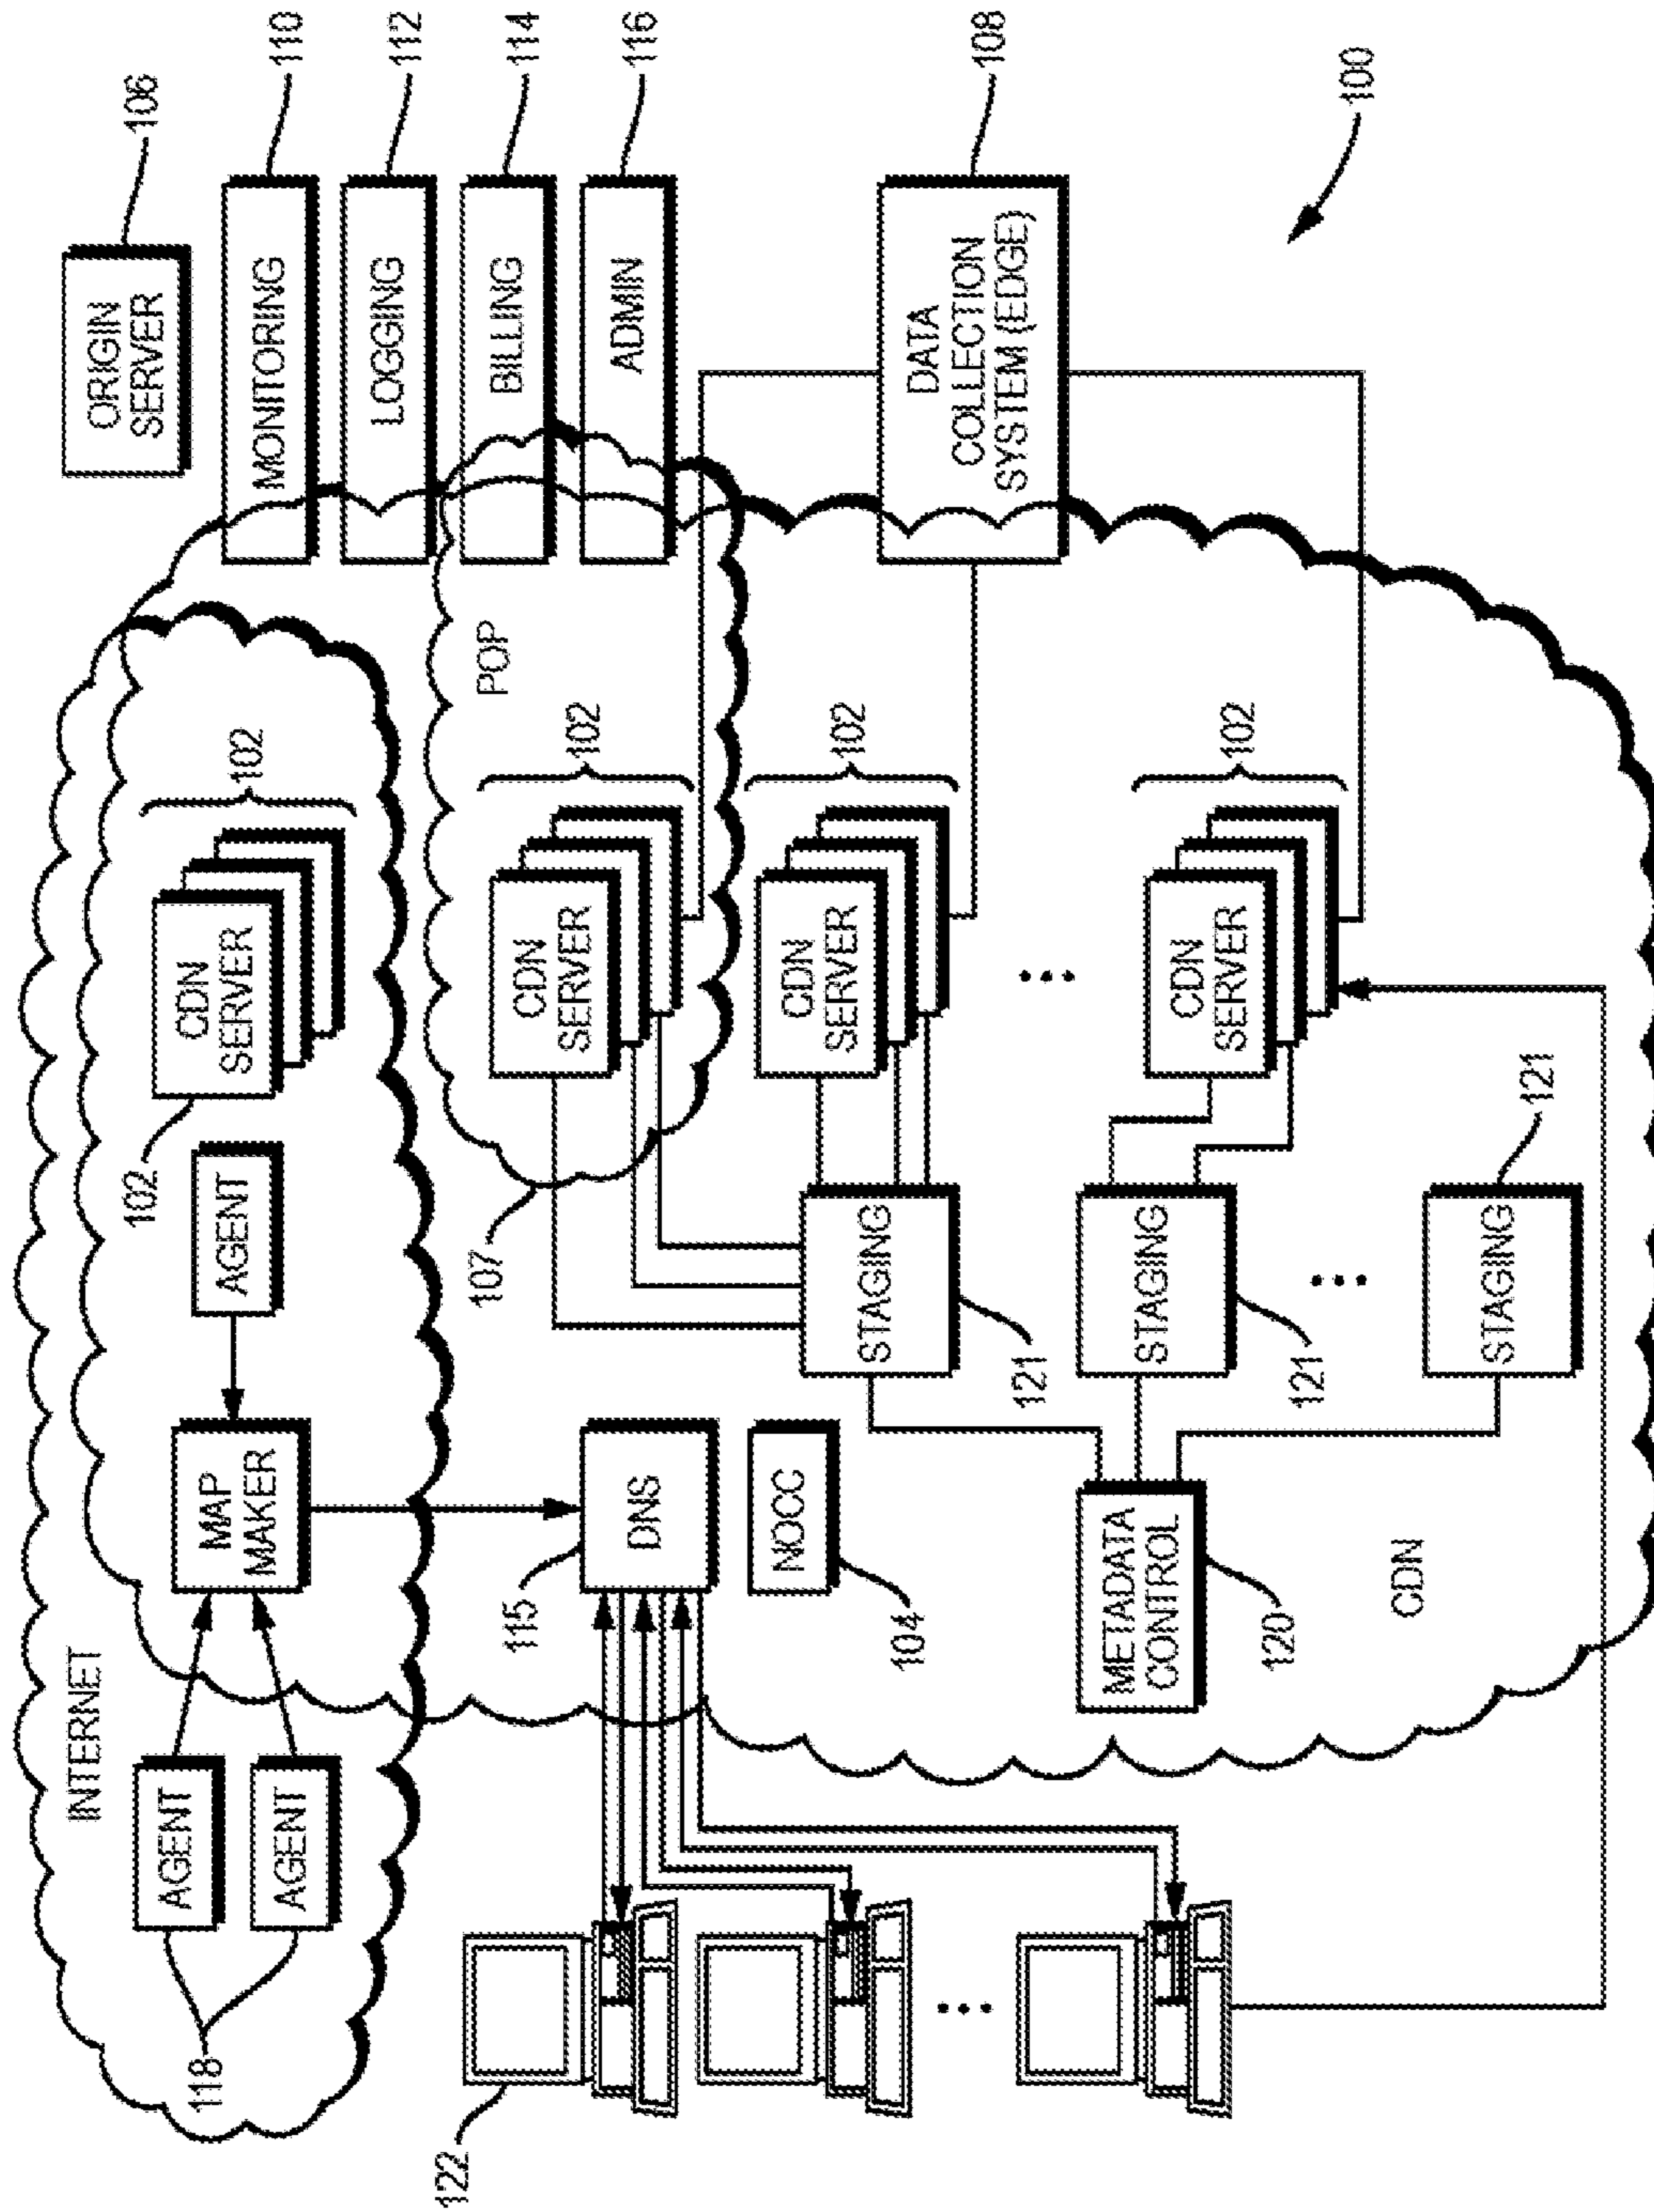 INTERNET
AGENT
AGENT
118
MAP
MAKER
AGENT
102
CDN
SERVER
102
ORIGIN
SERVER
106
MONITORING
110
LOGGING
112
BILLING
114
ADMIN
116
122
115
DNS
NOCC
104
107
POP
CDN
SERVER
102
CDN
SERVER
102
STAGING
121
DATA
COLLECTION
SYSTEM (EDGE)
108
METADATA
CONTROL
120
STAGING
121
CDN
SERVER
102
STAGING
121
CDN
100